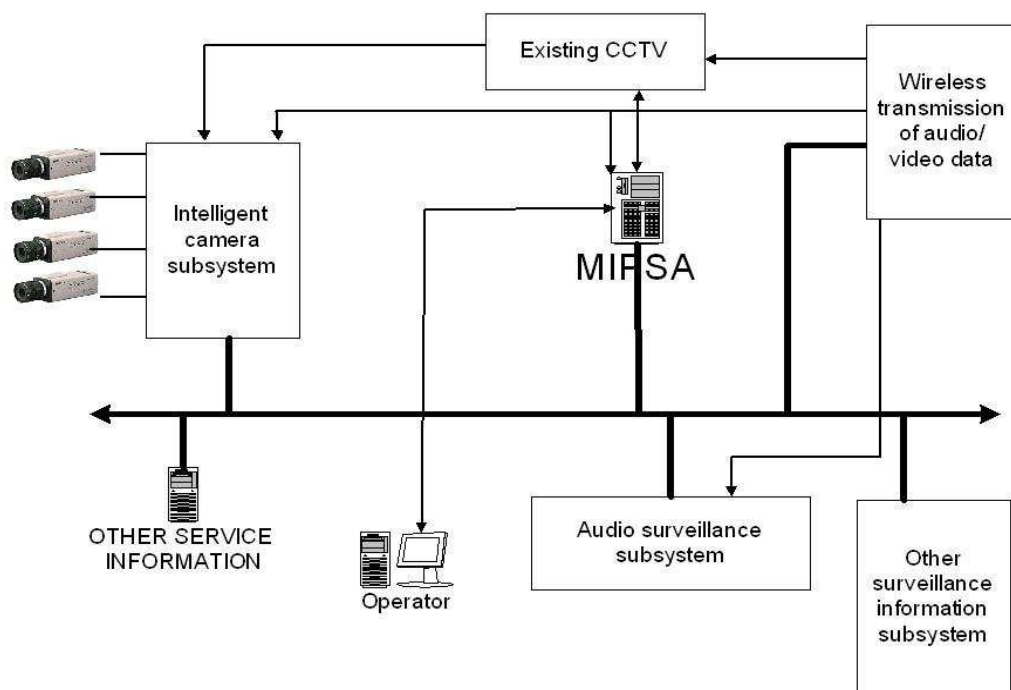 Existing CCTV
Wireless
transmission
of audio/
video data
Intelligent
camera
subsystem
MIPSA
OTHER SERVICE
INFORMATION
Operator
Audio surveillance
subsystem
Other
surveillance
information
subsystem